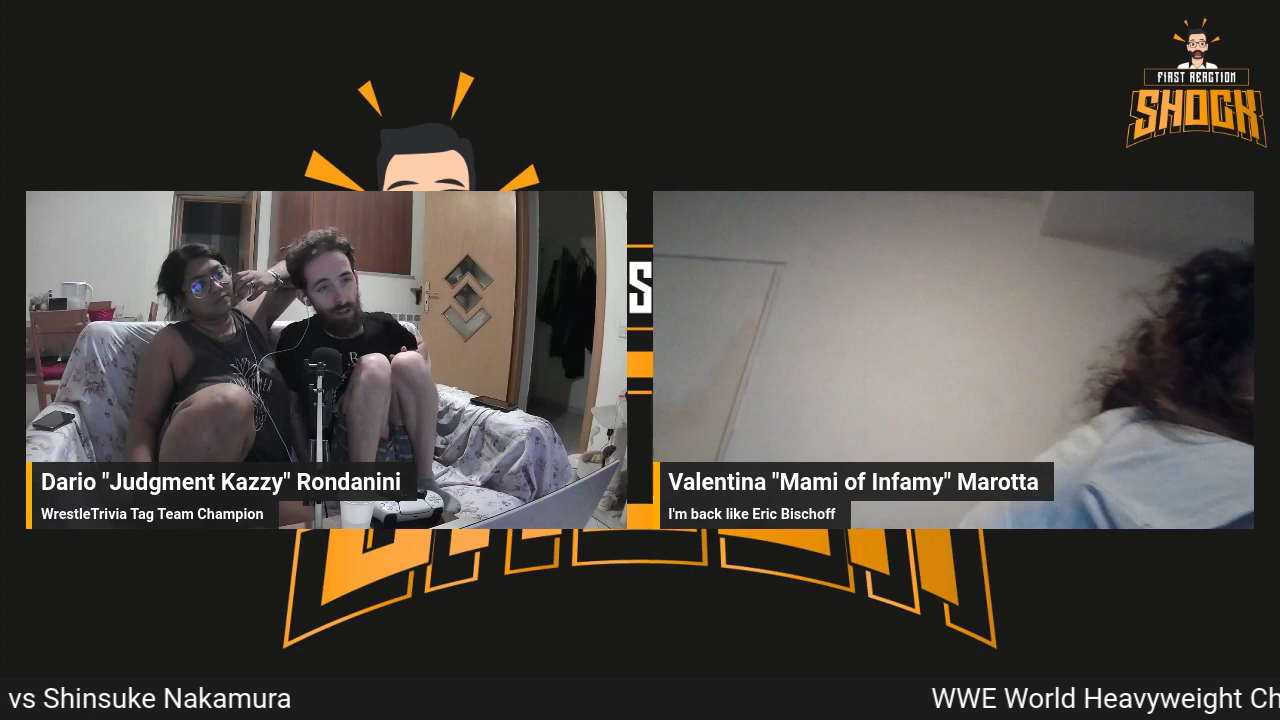 FIRST REACTION
SHOCK
S
Dario "Judgment Kazzy" Rondanini
WrestleTrivia Tag Team Champion
Valentina "Mami of Infamy" Marotta
I'm back like Eric Bischoff
vs Shinsuke Nakamura
WWE World Heavyweight Ch